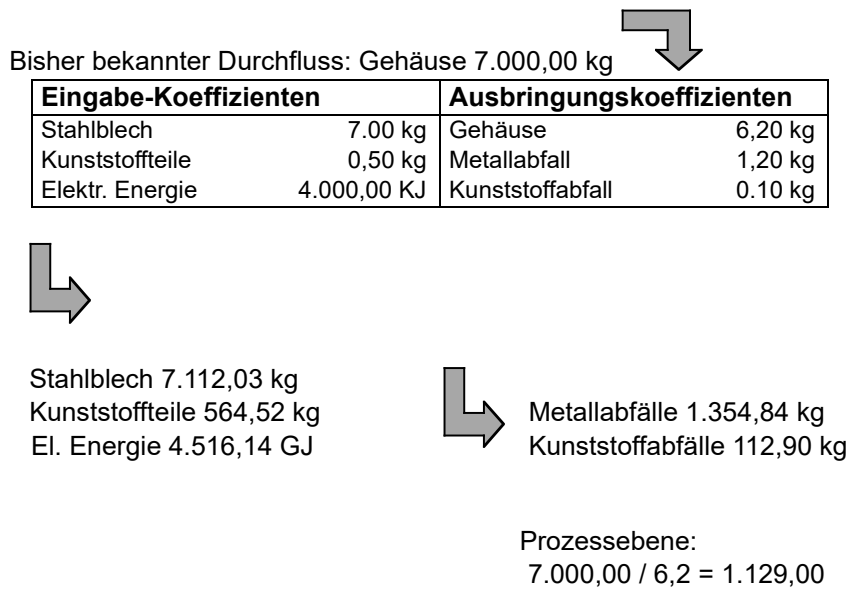 Bisher bekannter Durchfluss: Gehäuse 7.000,00 kg
Eingabe-Koeffizienten Ausbringungskoeffizienten
Stahlblech 7.00 kg Gehäuse 6,20 kg
Kunststoffteile 0,50 kg Metallabfall 1,20 kg
Elektr. Energie 4.000,00 KJ Kunststoffabfall 0.10 kg
Stahlblech 7.112,03 kg
Kunststoffteile 564,52 kg
El. Energie 4.516,14 GJ
Metallabfälle 1.354,84 kg
Kunststoffabfälle 112,90 kg
Prozessebene:
7.000,00 / 6,2 = 1.129,00